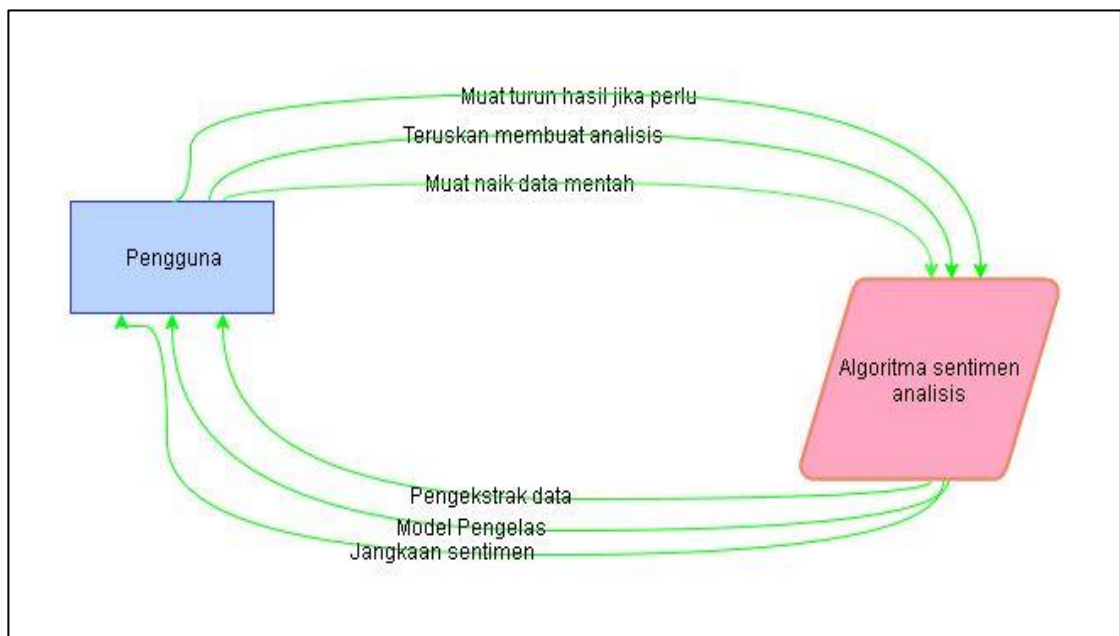 Muat turun hasil jika perlu
Teruskan membuat analisis
Muat naik data mentah
Pengguna
Algoritma sentimen
analisis
Pengekstrak data
Model Pengelas
Jangkaan sentimen